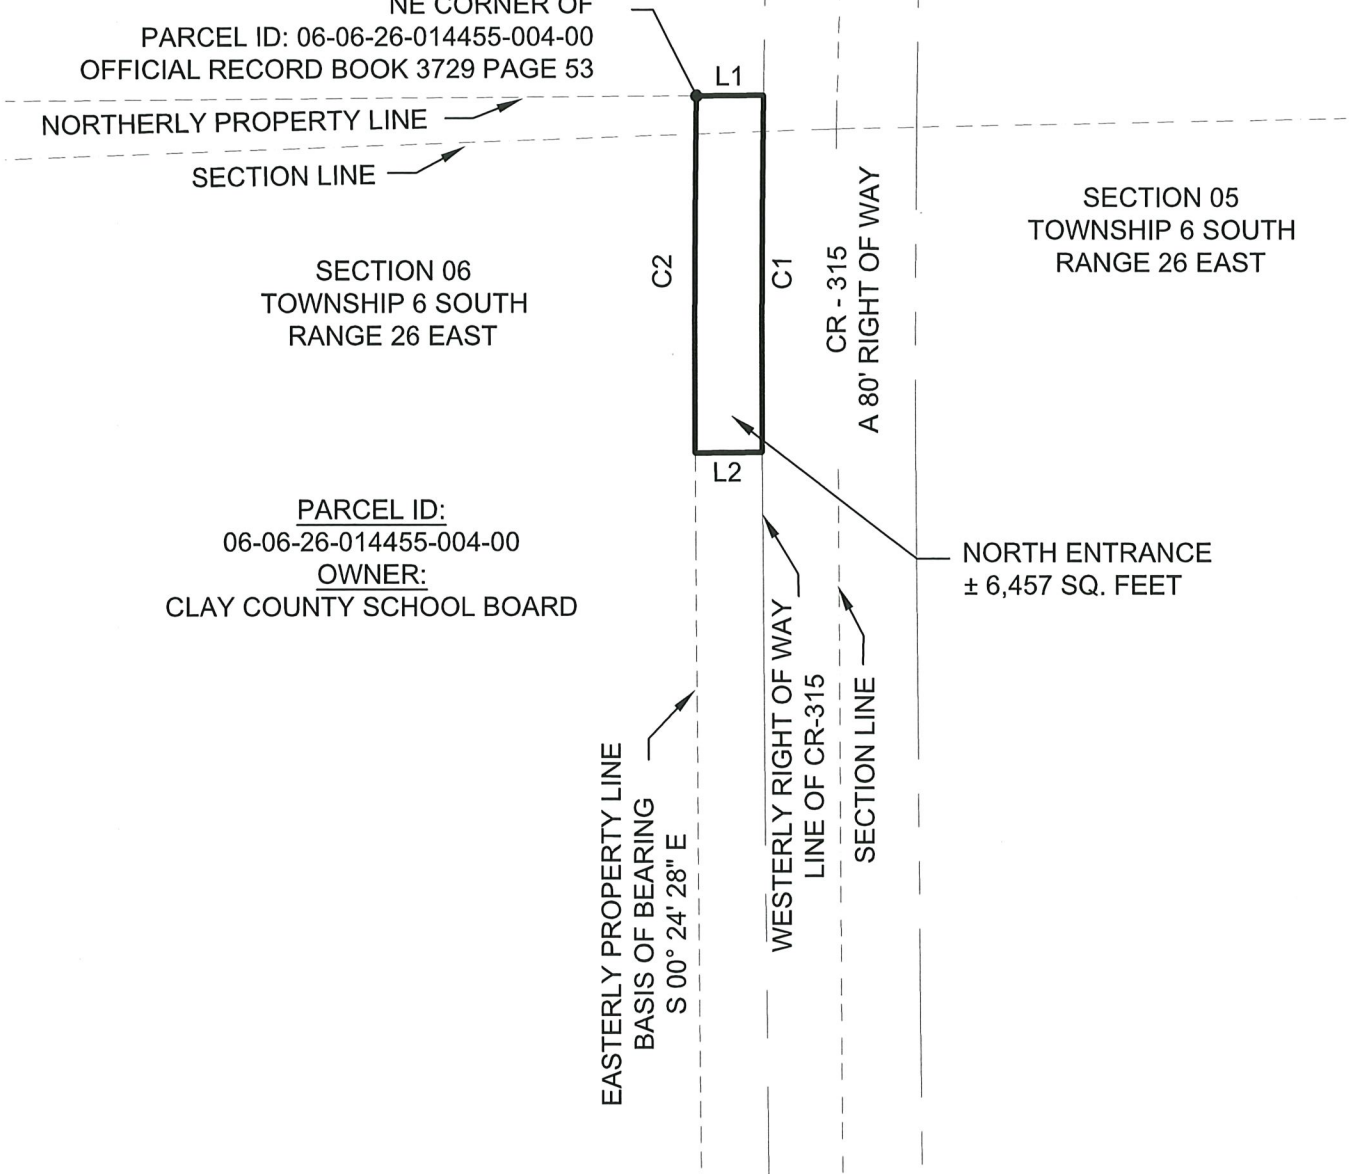 NE CORNER OF
PARCEL ID: 06-06-26-014455-004-00
OFFICIAL RECORD BOOK 3729 PAGE 53
L1
NORTHERLY PROPERTY LINE
SECTION LINE
SECTION 05
TOWNSHIP 6 SOUTH
RANGE 26 EAST
SECTION 06
TOWNSHIP 6 SOUTH
RANGE 26 EAST
C2
C1
CR - 315
A 80' RIGHT OF WAY
L2
PARCEL ID:
06-06-26-014455-004-00
OWNER:
CLAY COUNTY SCHOOL BOARD
NORTH ENTRANCE
± 6,457 SQ. FEET
EASTERLY PROPERTY LINE
BASIS OF BEARING
S 00° 24' 28" E
WESTERLY RIGHT OF WAY
LINE OF CR-315
SECTION LINE